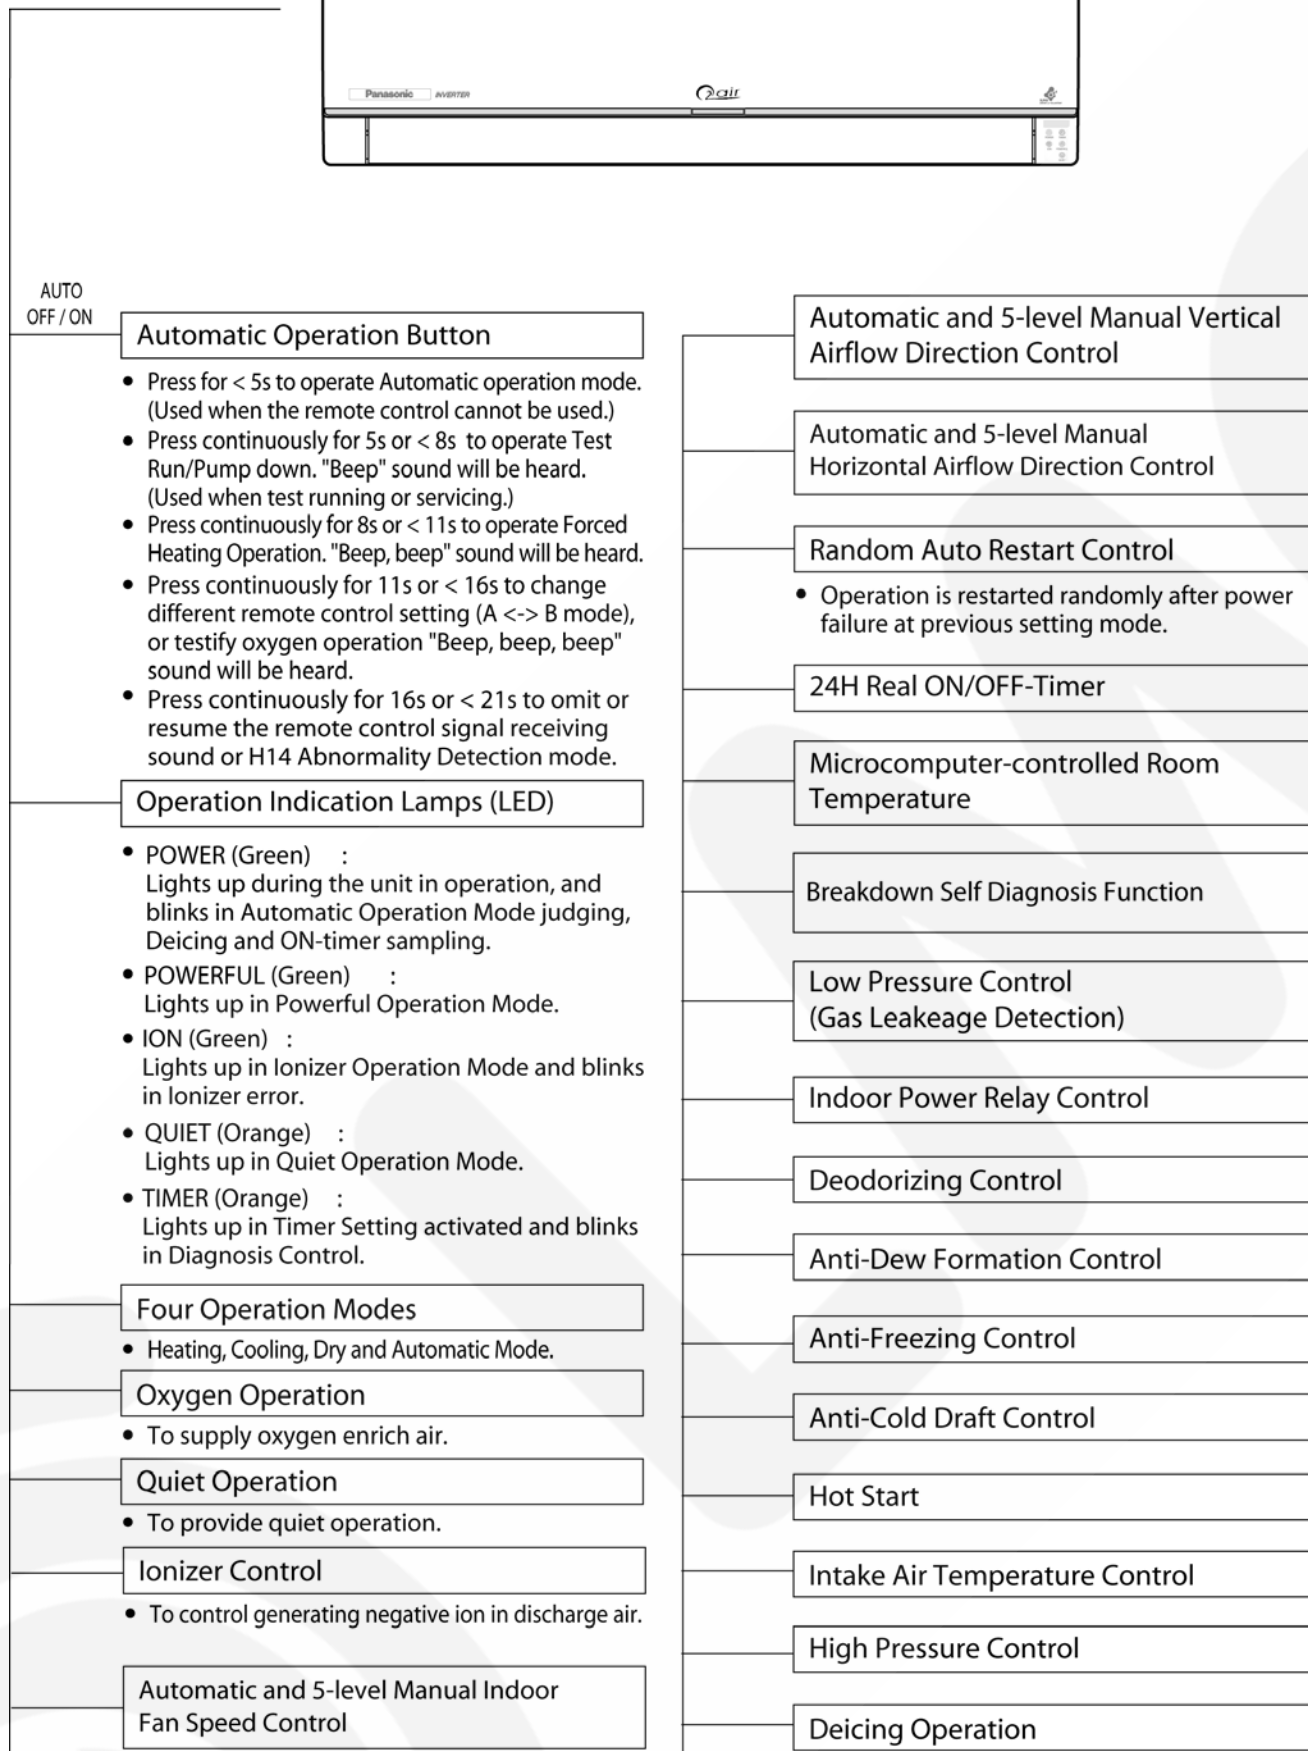 Panasonic INVERTER
O2air
AUTO
OFF / ON
Automatic Operation Button
• Press for < 5s to operate Automatic operation mode.
(Used when the remote control cannot be used.)
• Press continuously for 5s or < 8s to operate Test
Run/Pump down. "Beep" sound will be heard.
(Used when test running or servicing.)
• Press continuously for 8s or < 11s to operate Forced
Heating Operation. "Beep, beep" sound will be heard.
• Press continuously for 11s or < 16s to change
different remote control setting (A <-> B mode),
or testify oxygen operation "Beep, beep, beep"
sound will be heard.
• Press continuously for 16s or < 21s to omit or
resume the remote control signal receiving
sound or H14 Abnormality Detection mode.
Operation Indication Lamps (LED)
• POWER (Green) :
Lights up during the unit in operation, and
blinks in Automatic Operation Mode judging,
Deicing and ON-timer sampling.
• POWERFUL (Green) :
Lights up in Powerful Operation Mode.
• ION (Green) :
Lights up in Ionizer Operation Mode and blinks
in Ionizer error.
• QUIET (Orange) :
Lights up in Quiet Operation Mode.
• TIMER (Orange) :
Lights up in Timer Setting activated and blinks
in Diagnosis Control.
Four Operation Modes
• Heating, Cooling, Dry and Automatic Mode.
Oxygen Operation
• To supply oxygen enrich air.
Quiet Operation
• To provide quiet operation.
Ionizer Control
• To control generating negative ion in discharge air.
Automatic and 5-level Manual Indoor
Fan Speed Control
Automatic and 5-level Manual Vertical
Airflow Direction Control
Automatic and 5-level Manual
Horizontal Airflow Direction Control
Random Auto Restart Control
• Operation is restarted randomly after power
failure at previous setting mode.
24H Real ON/OFF-Timer
Microcomputer-controlled Room
Temperature
Breakdown Self Diagnosis Function
Low Pressure Control
(Gas Leakeage Detection)
Indoor Power Relay Control
Deodorizing Control
Anti-Dew Formation Control
Anti-Freezing Control
Anti-Cold Draft Control
Hot Start
Intake Air Temperature Control
High Pressure Control
Deicing Operation